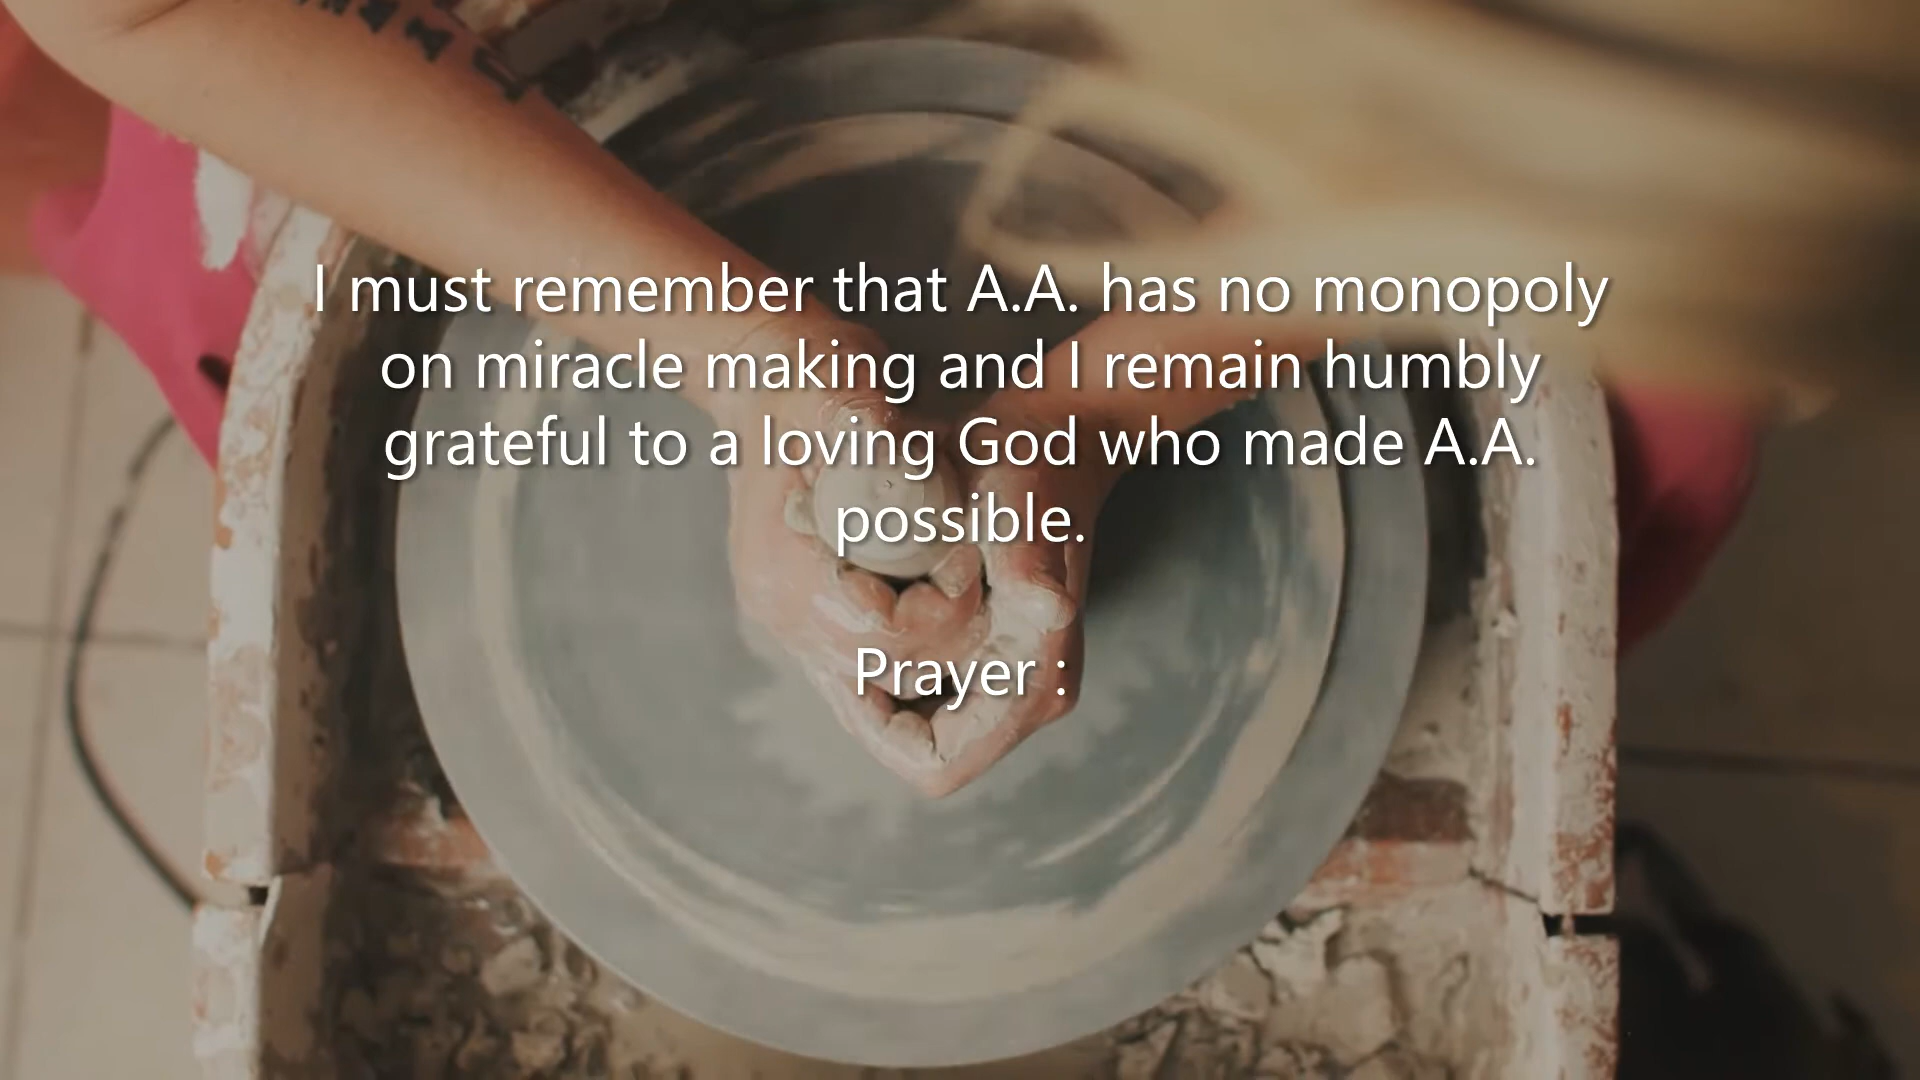 I must remember that A.A. has no monopoly
on miracle making and I remain humbly
grateful to a loving God who made A.A.
possible.
Prayer :